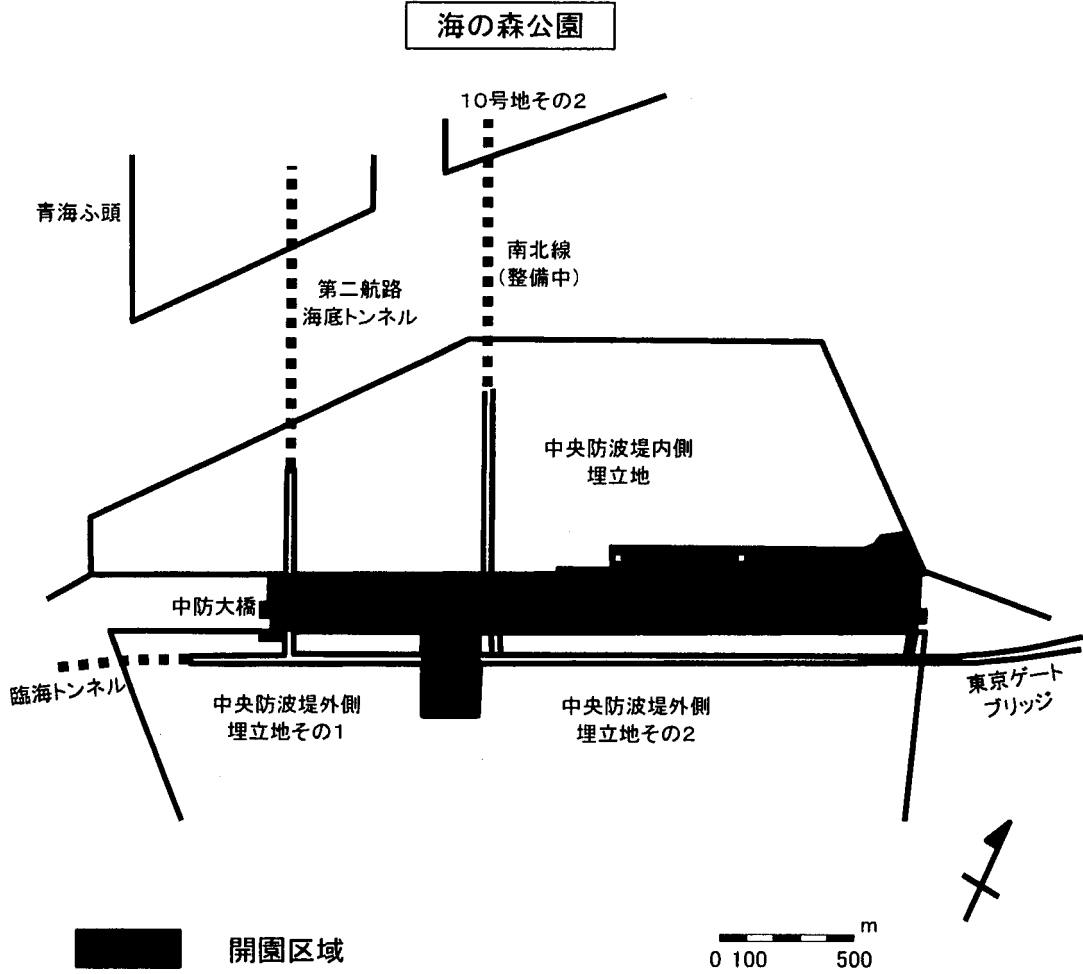 海の森公園
10号地その2
青海ふ頭
南北線
(整備中)
第二航路
海底トンネル
中央防波堤内側
埋立地
中防大橋
臨海トンネル
中央防波堤外側
埋立地その1
中央防波堤外側
埋立地その2
東京ゲート
ブリッジ
開園区域
m
0 100 500